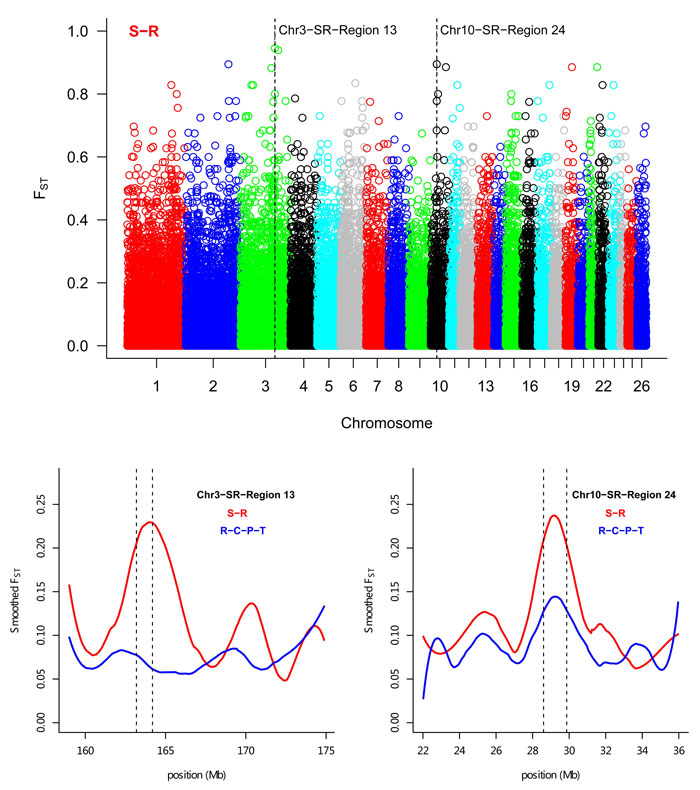 S−R
Chr3−SR−Region 13
Chr10−SR−Region 24
1.0
0.8
0.6
0.4
0.2
0.0
FST
1 2 3 4 5 6 7 8 10 13 16 19 22 26
Chromosome
Chr3−SR−Region 13
S−R
R−C−P−T
0.25
0.20
0.15
0.10
0.05
0.00
Smoothed FST
160 165 170 175
position (Mb)
Chr10−SR−Region 24
S−R
R−C−P−T
0.25
0.20
0.15
0.10
0.05
0.00
Smoothed FST
22 24 26 28 30 32 34 36
position (Mb)